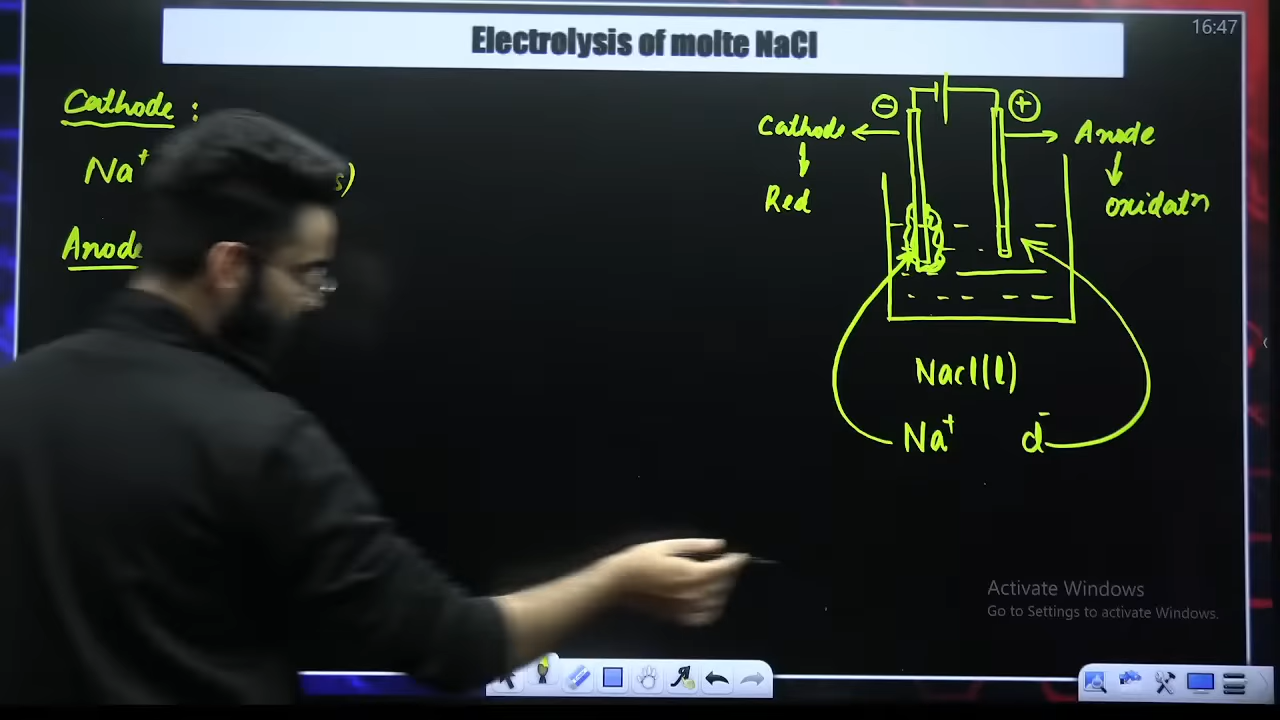 Electrolysis of molte NaCl
16:47
Cathode :
Na⁺ s)
Anode
⊖ ⊕
Cathode ← → Anode
↓ ↓
Red oxidatn
NaCl(l)
Na⁺ Cl⁻
Activate Windows
Go to Settings to activate Windows.